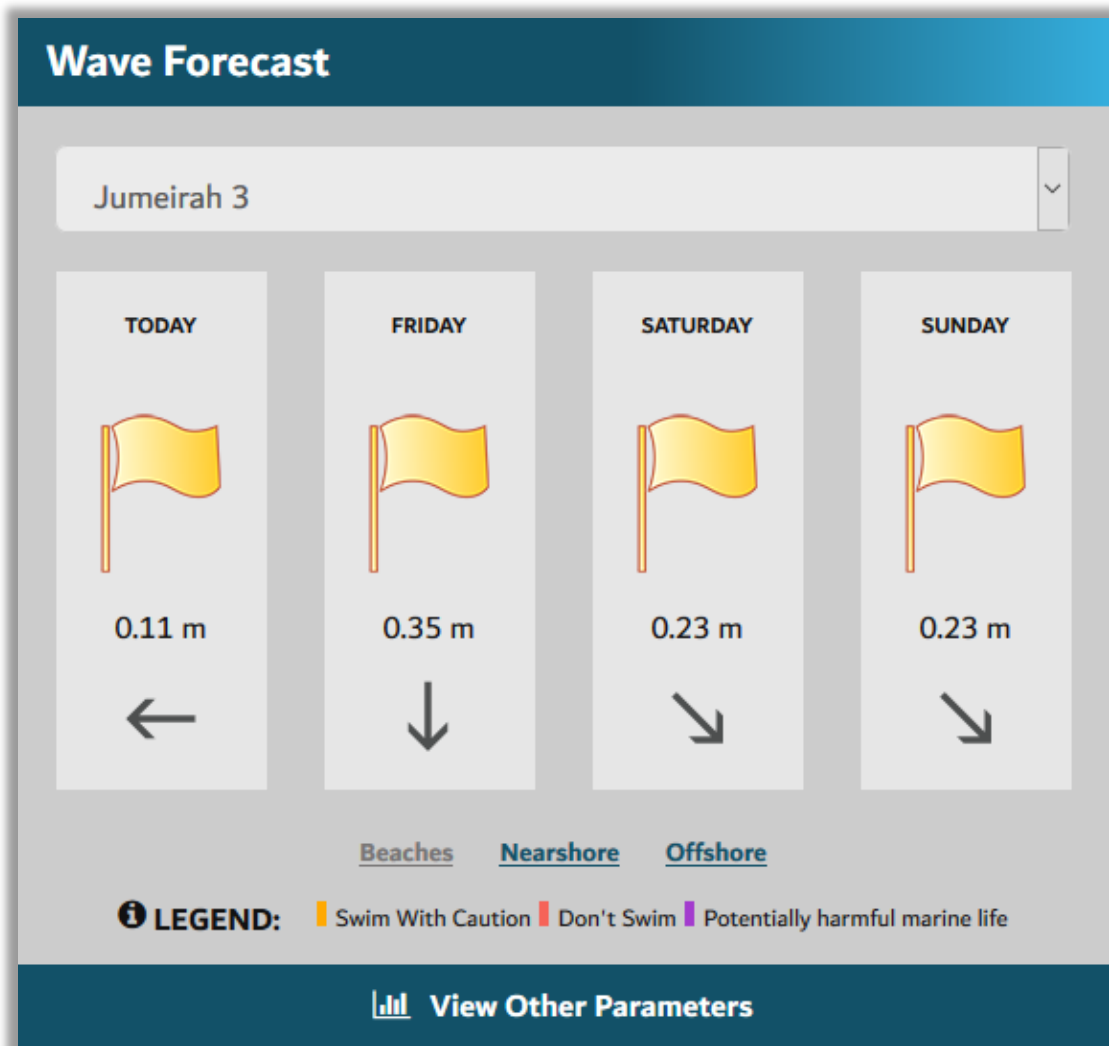 Wave Forecast
Jumeirah 3
TODAY FRIDAY SATURDAY SUNDAY
0.11 m 0.35 m 0.23 m 0.23 m
Beaches Nearshore Offshore
LEGEND: Swim With Caution Don't Swim Potentially harmful marine life
View Other Parameters